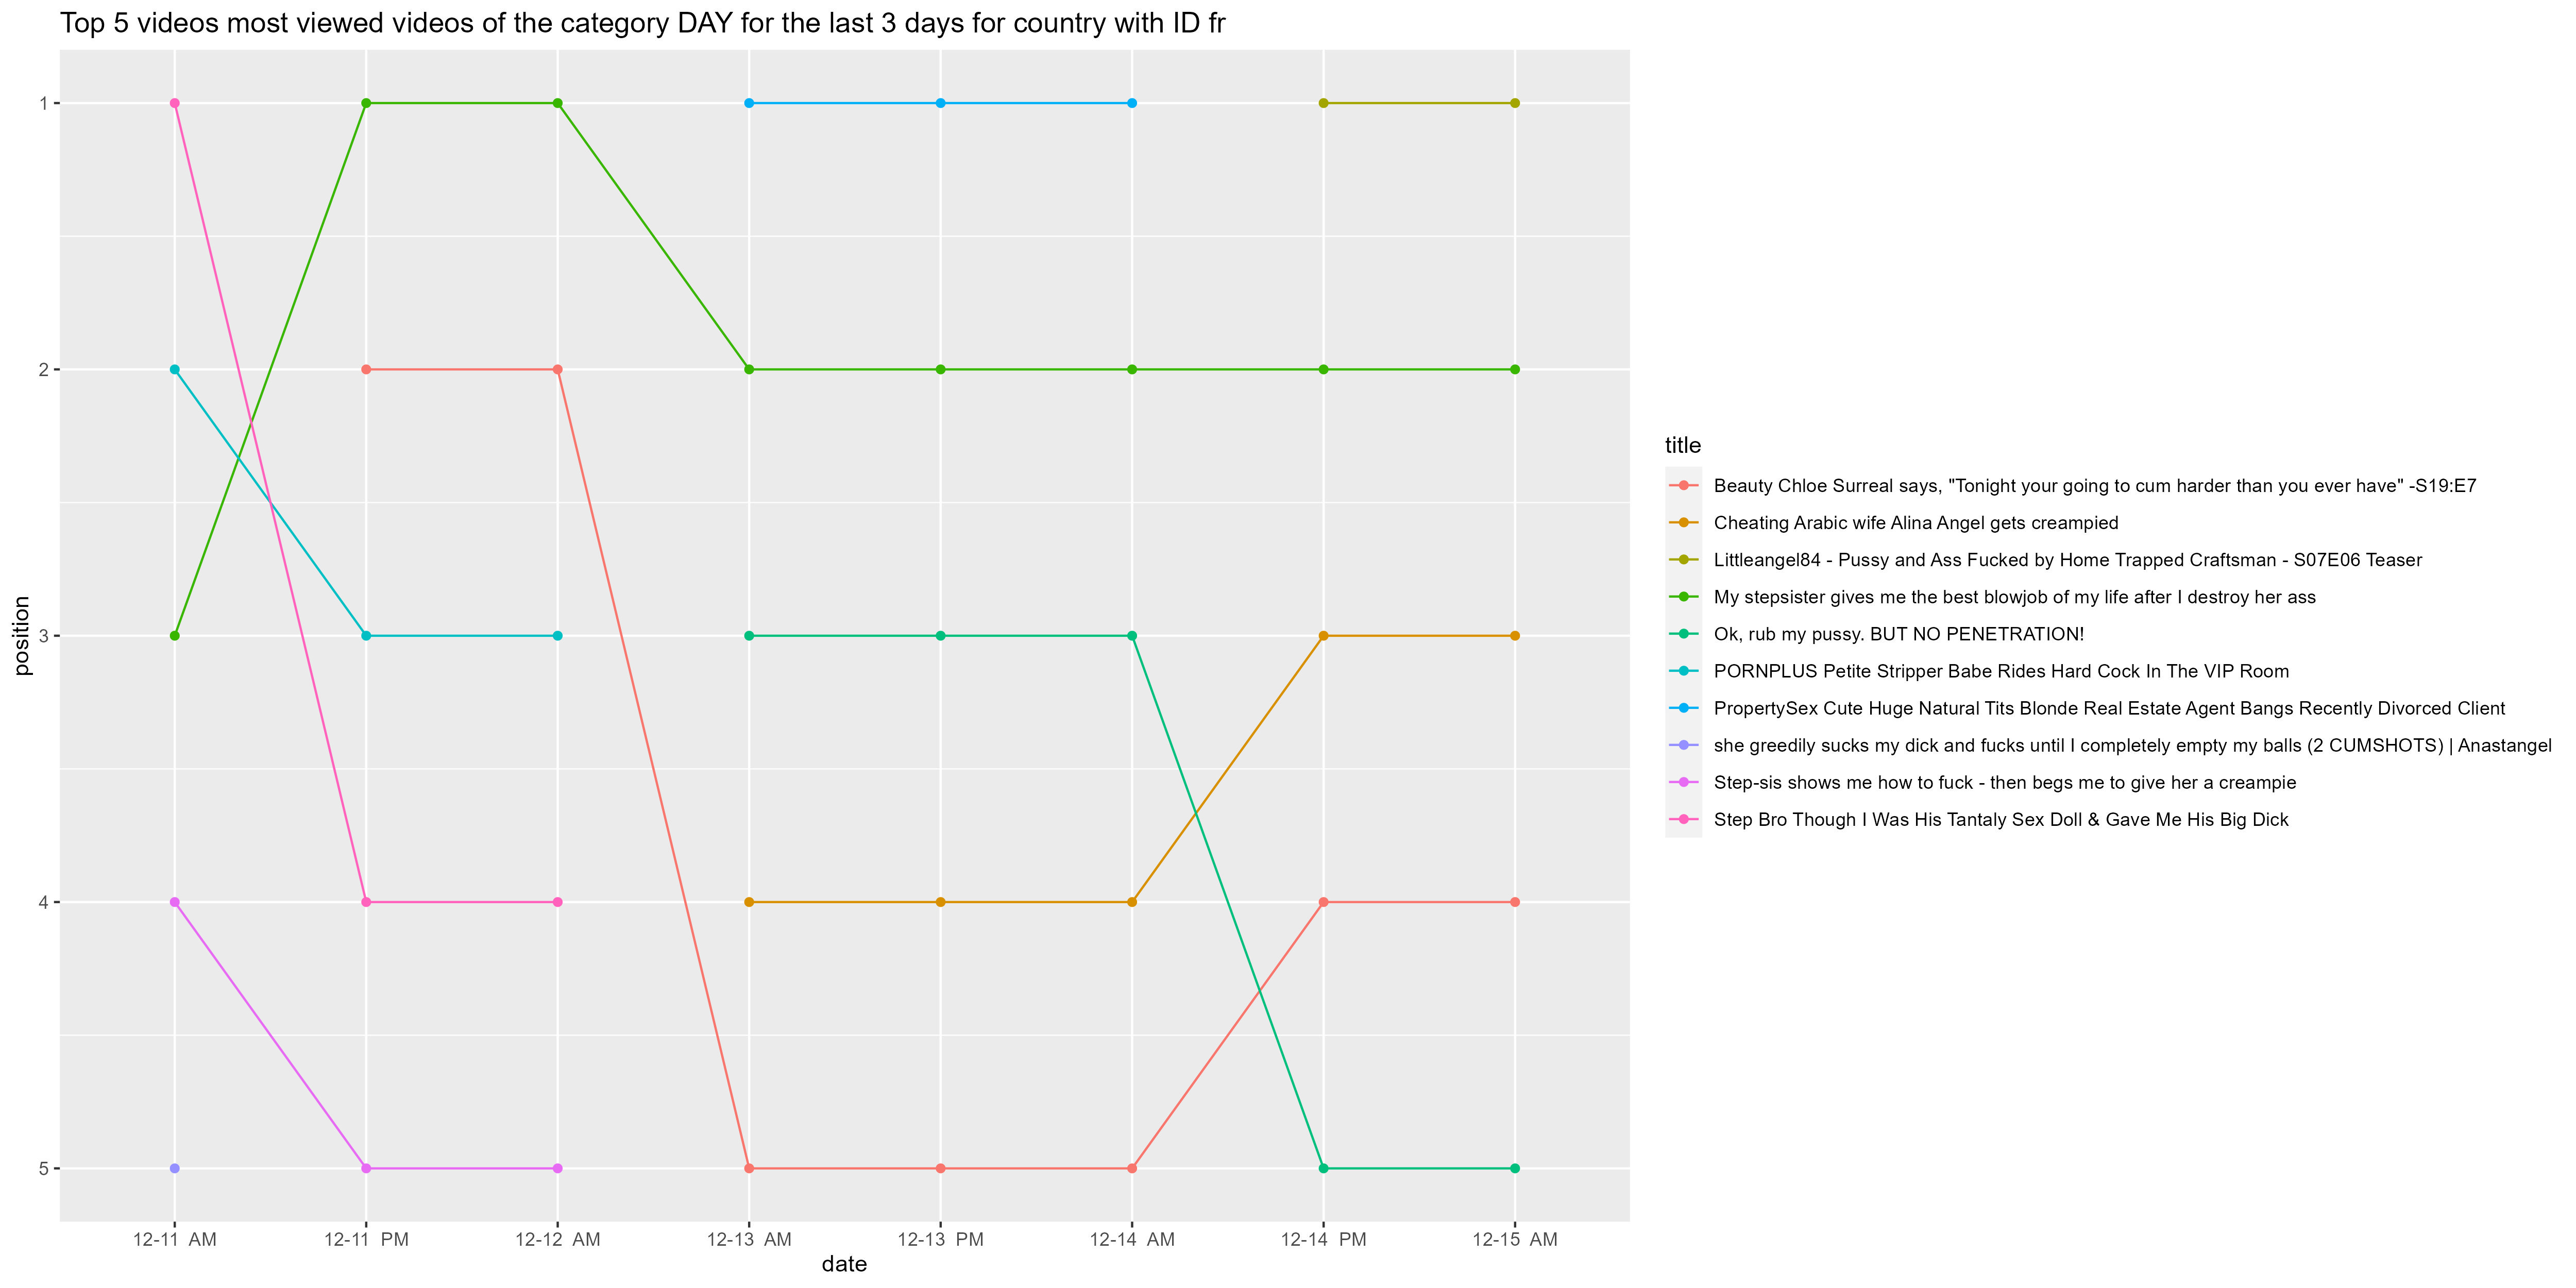 Top 5 videos most viewed videos of the category DAY for the last 3 days for country with ID fr
position
1
2
3
4
5
12-11 AM
12-11 PM
12-12 AM
12-13 AM
12-13 PM
12-14 AM
12-14 PM
12-15 AM
date
title
Beauty Chloe Surreal says, "Tonight your going to cum harder than you ever have" -S19:E7
Cheating Arabic wife Alina Angel gets creampied
Littleangel84 - Pussy and Ass Fucked by Home Trapped Craftsman - S07E06 Teaser
My stepsister gives me the best blowjob of my life after I destroy her ass
Ok, rub my pussy. BUT NO PENETRATION!
PORNPLUS Petite Stripper Babe Rides Hard Cock In The VIP Room
PropertySex Cute Huge Natural Tits Blonde Real Estate Agent Bangs Recently Divorced Client
she greedily sucks my dick and fucks until I completely empty my balls (2 CUMSHOTS) | Anastangel
Step-sis shows me how to fuck - then begs me to give her a creampie
Step Bro Though I Was His Tantaly Sex Doll & Gave Me His Big Dick